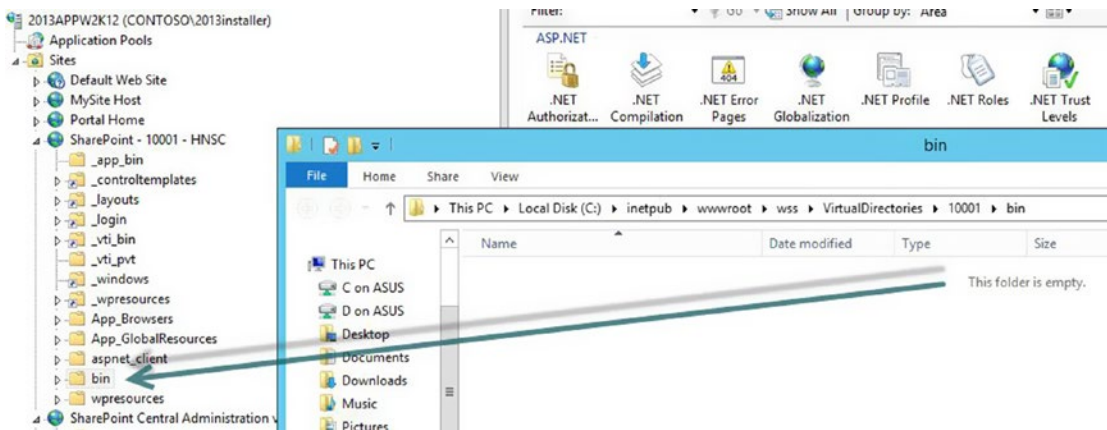 2013APPW2K12 (CONTOSO\2013installer)
Application Pools
Sites
Default Web Site
MySite Host
Portal Home
SharePoint - 10001 - HNSC
_app_bin
_controltemplates
_layouts
_login
_vti_bin
_vti_pvt
_windows
_wpresources
App_Browsers
App_GlobalResources
aspnet_client
bin
wpresources
SharePoint Central Administration v
Filter: Go Show All Group by: Area
ASP.NET
.NET Authorizat...
.NET Compilation
404
.NET Error Pages
.NET Globalization
.NET Profile
.NET Roles
.NET Trust Levels
bin
File Home Share View
This PC Local Disk (C:) inetpub wwwroot wss VirtualDirectories 10001 bin
Name Date modified Type Size
This folder is empty.
This PC
C on ASUS
D on ASUS
Desktop
Documents
Downloads
Music
Pictures